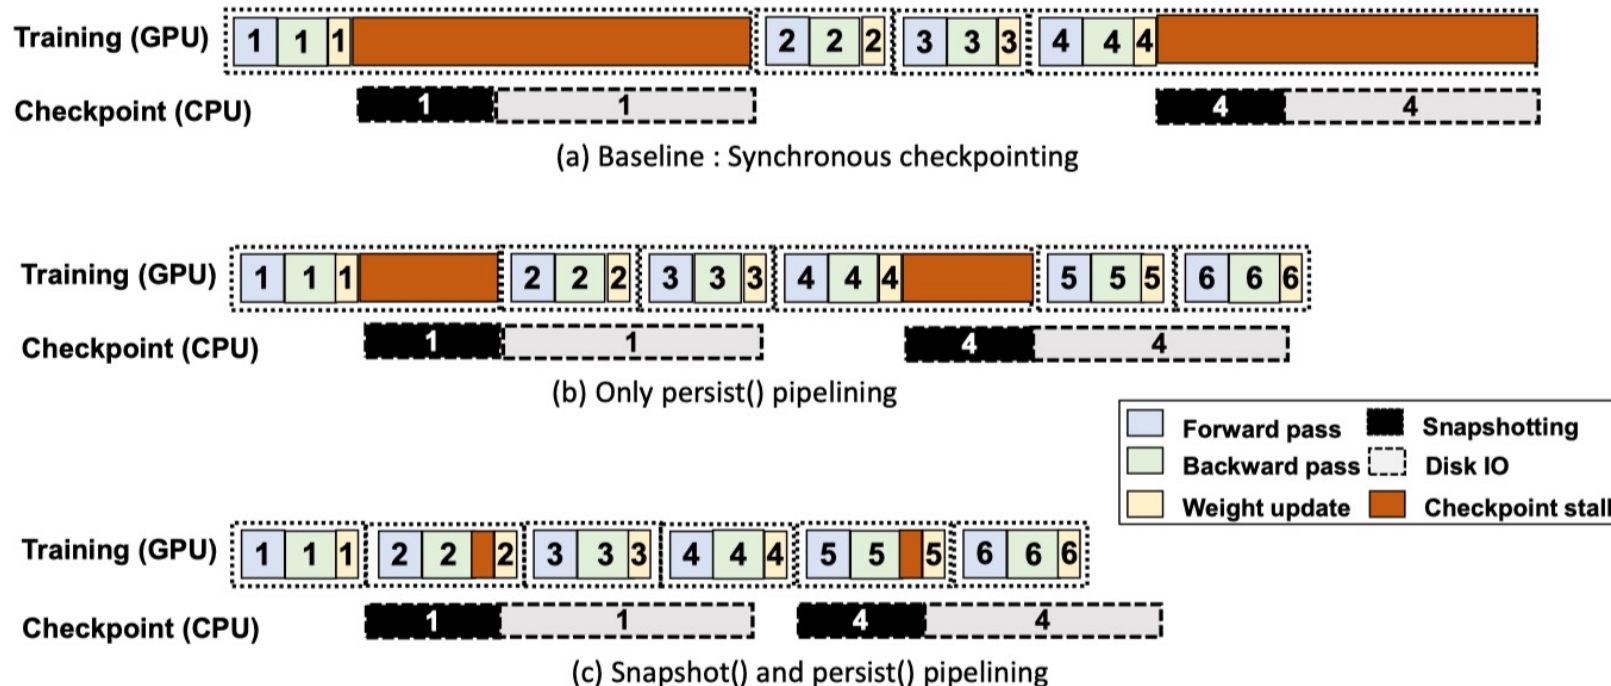 Training (GPU) 1 1 1 2 2 2 3 3 3 4 4 4
Checkpoint (CPU) 1 1 4 4
(a) Baseline : Synchronous checkpointing
Training (GPU) 1 1 1 2 2 2 3 3 3 4 4 4 5 5 5 6 6 6
Checkpoint (CPU) 1 1 4 4
(b) Only persist() pipelining
Forward pass Snapshotting
Backward pass Disk IO
Weight update Checkpoint stall
Training (GPU) 1 1 1 2 2 2 3 3 3 4 4 4 5 5 5 6 6 6
Checkpoint (CPU) 1 1 4 4
(c) Snapshot() and persist() pipelining